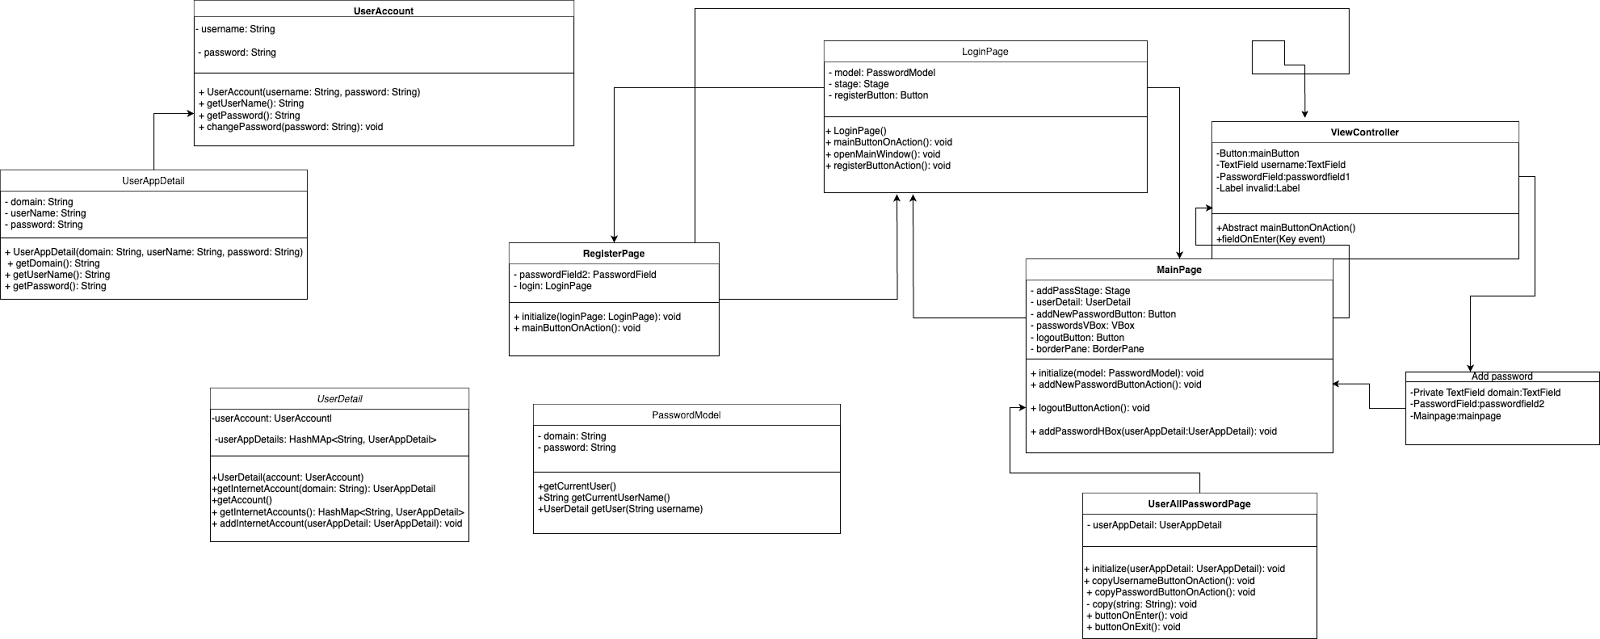 UserAccount
- username: String
- password: String
+ UserAccount(username: String, password: String)
+ getUserName(): String
+ getPassword(): String
+ changePassword(password: String): void
UserAppDetail
- domain: String
- userName: String
- password: String
+ UserAppDetail(domain: String, userName: String, password: String)
+ getDomain(): String
+ getUserName(): String
+ getPassword(): String
LoginPage
- model: PasswordModel
- stage: Stage
- registerButton: Button
+ LoginPage()
+ mainButtonOnAction(): void
+ openMainWindow(): void
+ registerButtonAction(): void
ViewController
-Button:mainButton
-TextField username:TextField
-PasswordField:passwordfield1
-Label invalid:Label
+Abstract mainButtonOnAction()
+fieldOnEnter(Key event)
RegisterPage
- passwordField2: PasswordField
- login: LoginPage
+ initialize(loginPage: LoginPage): void
+ mainButtonOnAction(): void
MainPage
- addPassStage: Stage
- userDetail: UserDetail
- addNewPasswordButton: Button
- passwordsVBox: VBox
- logoutButton: Button
- borderPane: BorderPane
+ initialize(model: PasswordModel): void
+ addNewPasswordButtonAction(): void
+ logoutButtonAction(): void
+ addPasswordHBox(userAppDetail:UserAppDetail): void
Add password
-Private TextField domain:TextField
-PasswordField:passwordfield2
-Mainpage:mainpage
UserDetail
-userAccount: UserAccountl
-userAppDetails: HashMAp<String, UserAppDetail>
+UserDetail(account: UserAccount)
+getInternetAccount(domain: String): UserAppDetail
+getAccount()
+ getInternetAccounts(): HashMap<String, UserAppDetail>
+ addInternetAccount(userAppDetail: UserAppDetail): void
PasswordModel
- domain: String
- password: String
+getCurrentUser()
+String getCurrentUserName()
+UserDetail getUser(String username)
UserAllPasswordPage
- userAppDetail: UserAppDetail
+ initialize(userAppDetail: UserAppDetail): void
+ copyUsernameButtonOnAction(): void
+ copyPasswordButtonOnAction(): void
- copy(string: String): void
+ buttonOnEnter(): void
+ buttonOnExit(): void